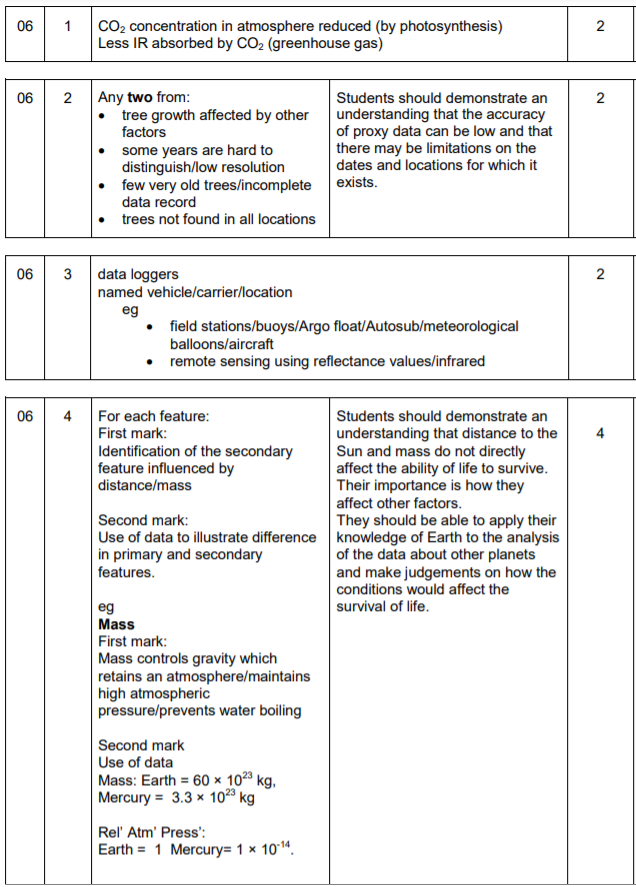 06 1 CO₂ concentration in atmosphere reduced (by photosynthesis) 2
Less IR absorbed by CO₂ (greenhouse gas)
06 2 Any two from: Students should demonstrate an 2
• tree growth affected by other understanding that the accuracy
factors of proxy data can be low and that
• some years are hard to there may be limitations on the
distinguish/low resolution dates and locations for which it
• few very old trees/incomplete exists.
data record
• trees not found in all locations
06 3 data loggers 2
named vehicle/carrier/location
eg
• field stations/buoys/Argo float/Autosub/meteorological
balloons/aircraft
• remote sensing using reflectance values/infrared
06 4 For each feature: Students should demonstrate an 4
First mark: understanding that distance to the
Identification of the secondary Sun and mass do not directly
feature influenced by affect the ability of life to survive.
distance/mass Their importance is how they
affect other factors.
Second mark: They should be able to apply their
Use of data to illustrate difference knowledge of Earth to the analysis
in primary and secondary of the data about other planets
features. and make judgements on how the
conditions would affect the
eg survival of life.
Mass
First mark:
Mass controls gravity which
retains an atmosphere/maintains
high atmospheric
pressure/prevents water boiling
Second mark
Use of data
Mass: Earth = 60 × 10²³ kg,
Mercury = 3.3 × 10²³ kg
Rel' Atm' Press':
Earth = 1 Mercury= 1 × 10⁻¹⁴.